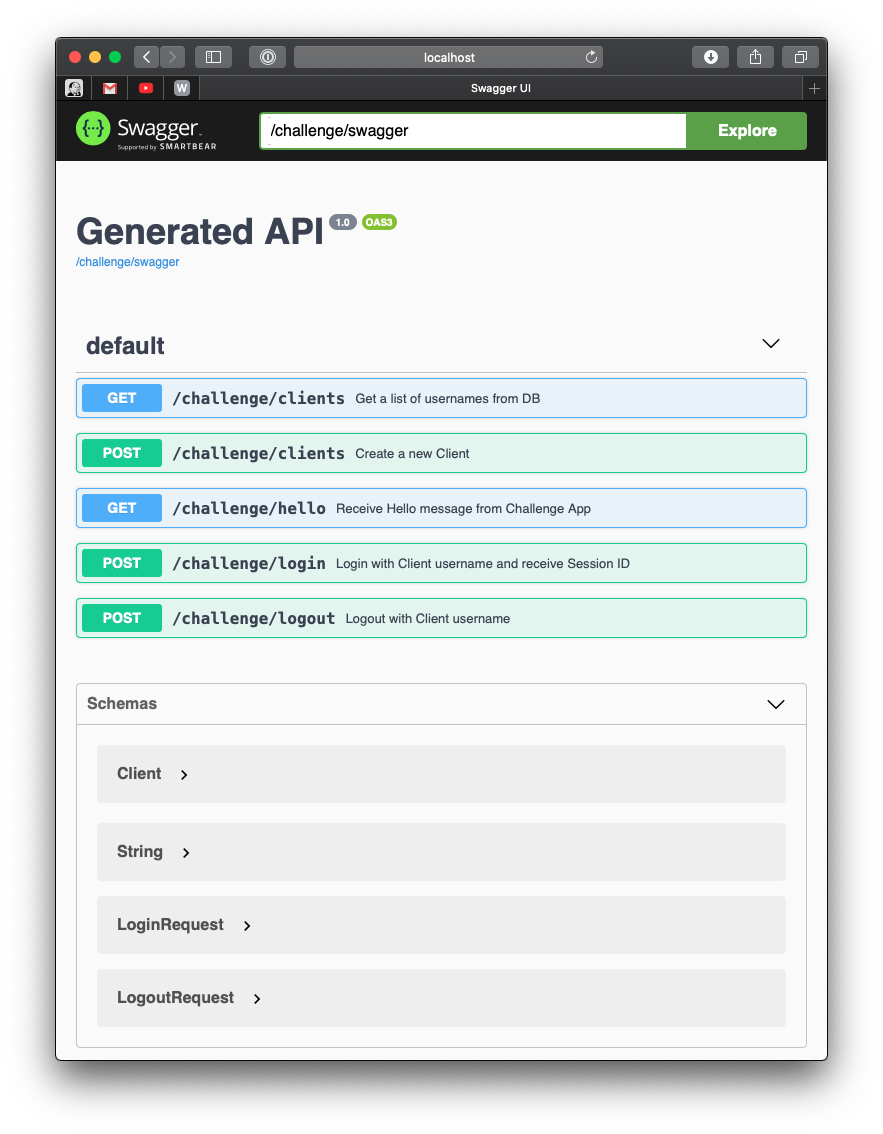 localhost
W
Swagger UI
{···} Swagger
Supported by SMARTBEAR
/challenge/swagger
Explore
Generated API 1.0 OAS3
/challenge/swagger
default
GET /challenge/clients Get a list of usernames from DB
POST /challenge/clients Create a new Client
GET /challenge/hello Receive Hello message from Challenge App
POST /challenge/login Login with Client username and receive Session ID
POST /challenge/logout Logout with Client username
Schemas
Client
String
LoginRequest
LogoutRequest